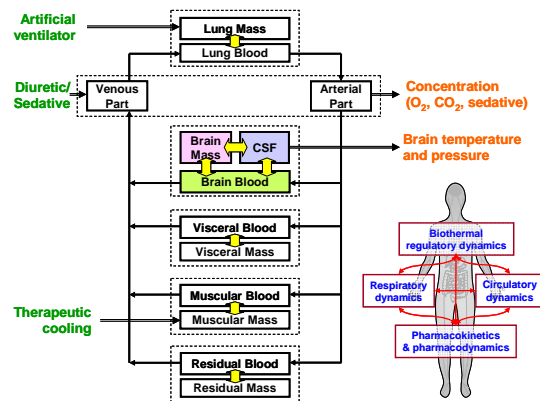 Artificial
ventilator
Lung Mass
Lung Blood
Diuretic/
Sedative
Venous
Part
Arterial
Part
Concentration
(O2, CO2, sedative)
Brain
Mass
CSF
Brain Blood
Brain temperature
and pressure
Visceral Blood
Visceral Mass
Muscular Blood
Muscular Mass
Therapeutic
cooling
Residual Blood
Residual Mass
Biothermal
regulatory dynamics
Respiratory
dynamics
Circulatory
dynamics
Pharmacokinetics
& pharmacodynamics